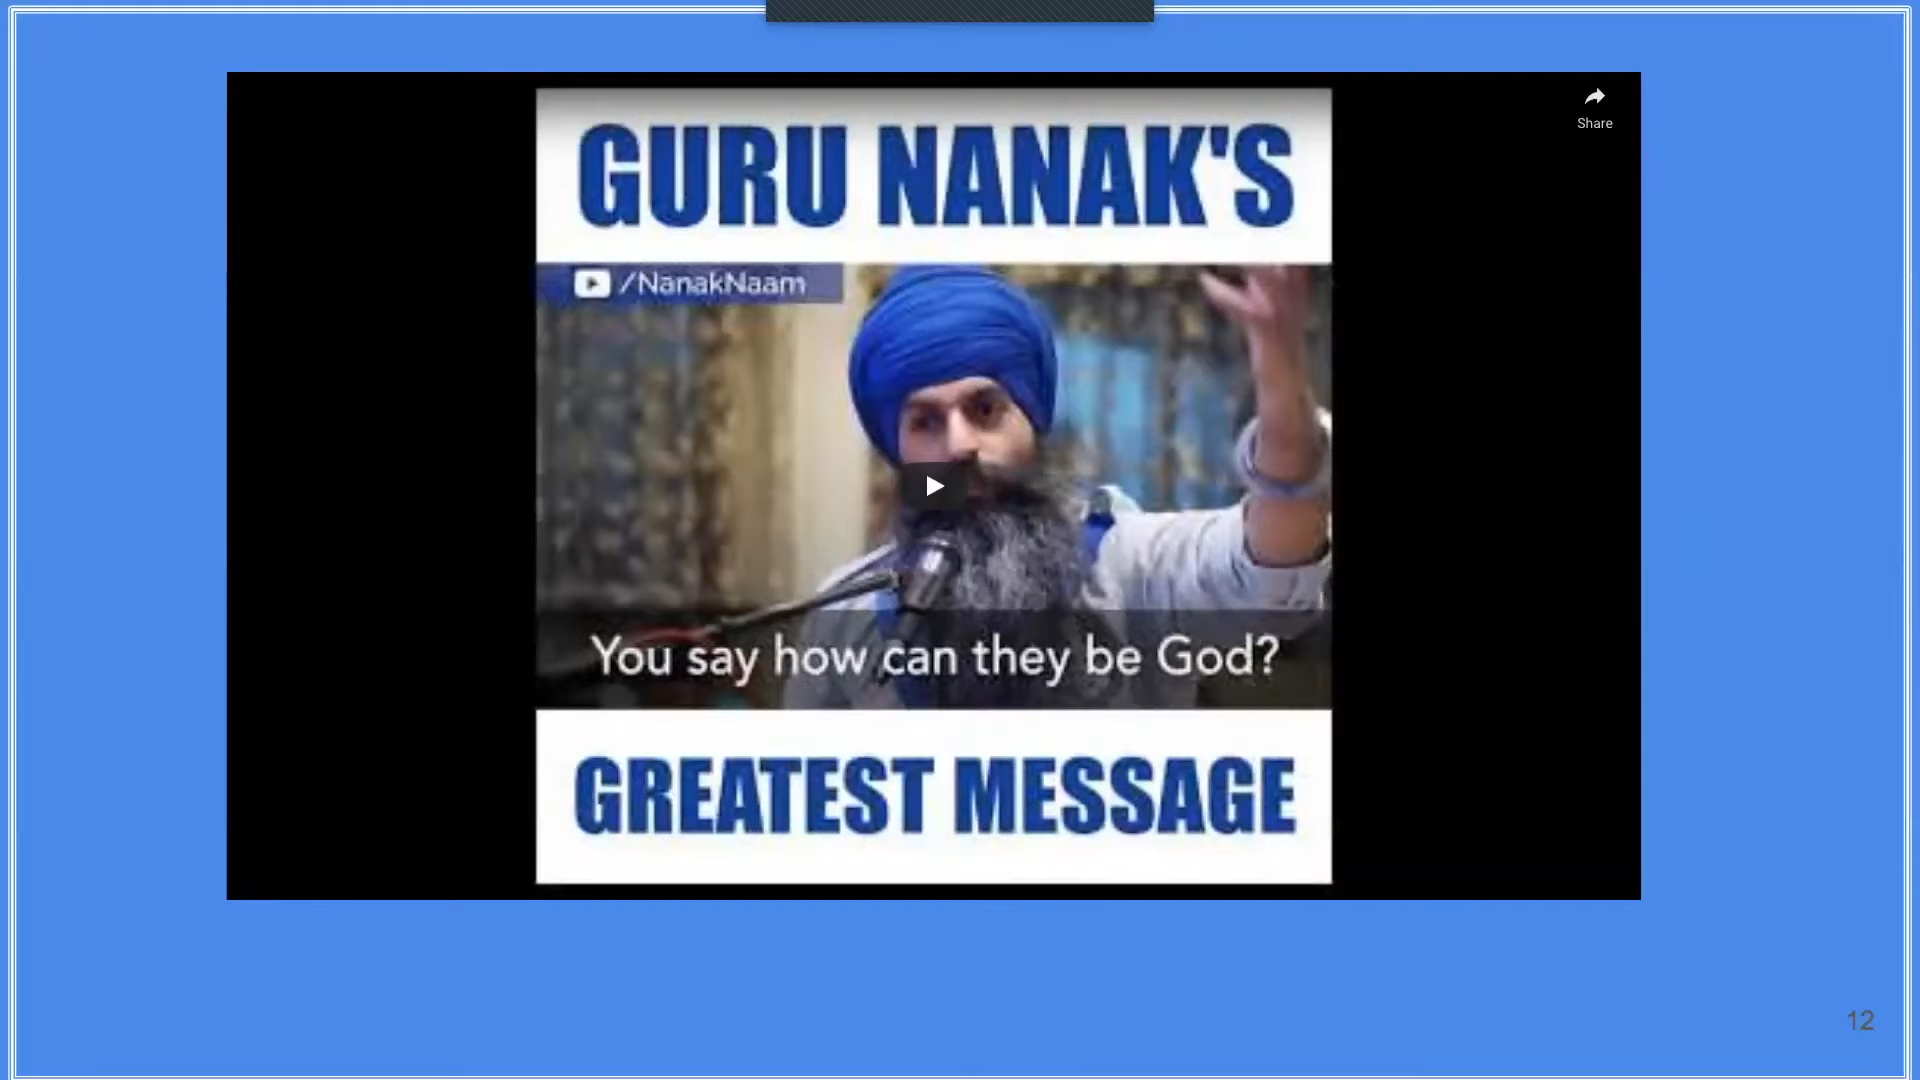 Share
GURU NANAK'S
/NanakNaam
You say how can they be God?
GREATEST MESSAGE
12